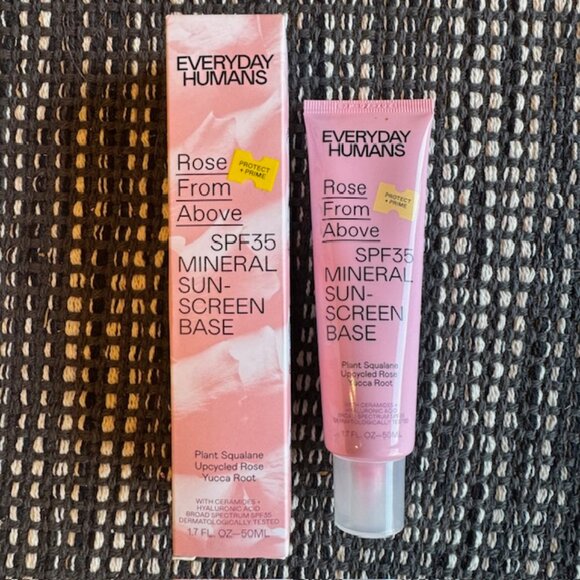 EVERYDAY
HUMANS
Rose
From
Above
PROTECT
+ PRIME
SPF35
MINERAL
SUN-
SCREEN
BASE
Plant Squalane
Upcycled Rose
Yucca Root
WITH CERAMIDES +
HYALURONIC ACID
BROAD SPECTRUM SPF35
DERMATOLOGICALLY TESTED
1.7 FL. OZ—50ML
EVERYDAY
HUMANS
Rose
From
Above
PROTECT
+ PRIME
SPF35
MINERAL
SUN-
SCREEN
BASE
Plant Squalane
Upcycled Rose
Yucca Root
WITH CERAMIDES +
HYALURONIC ACID
BROAD SPECTRUM SPF35
DERMATOLOGICALLY TESTED
1.7 FL. OZ—50ML